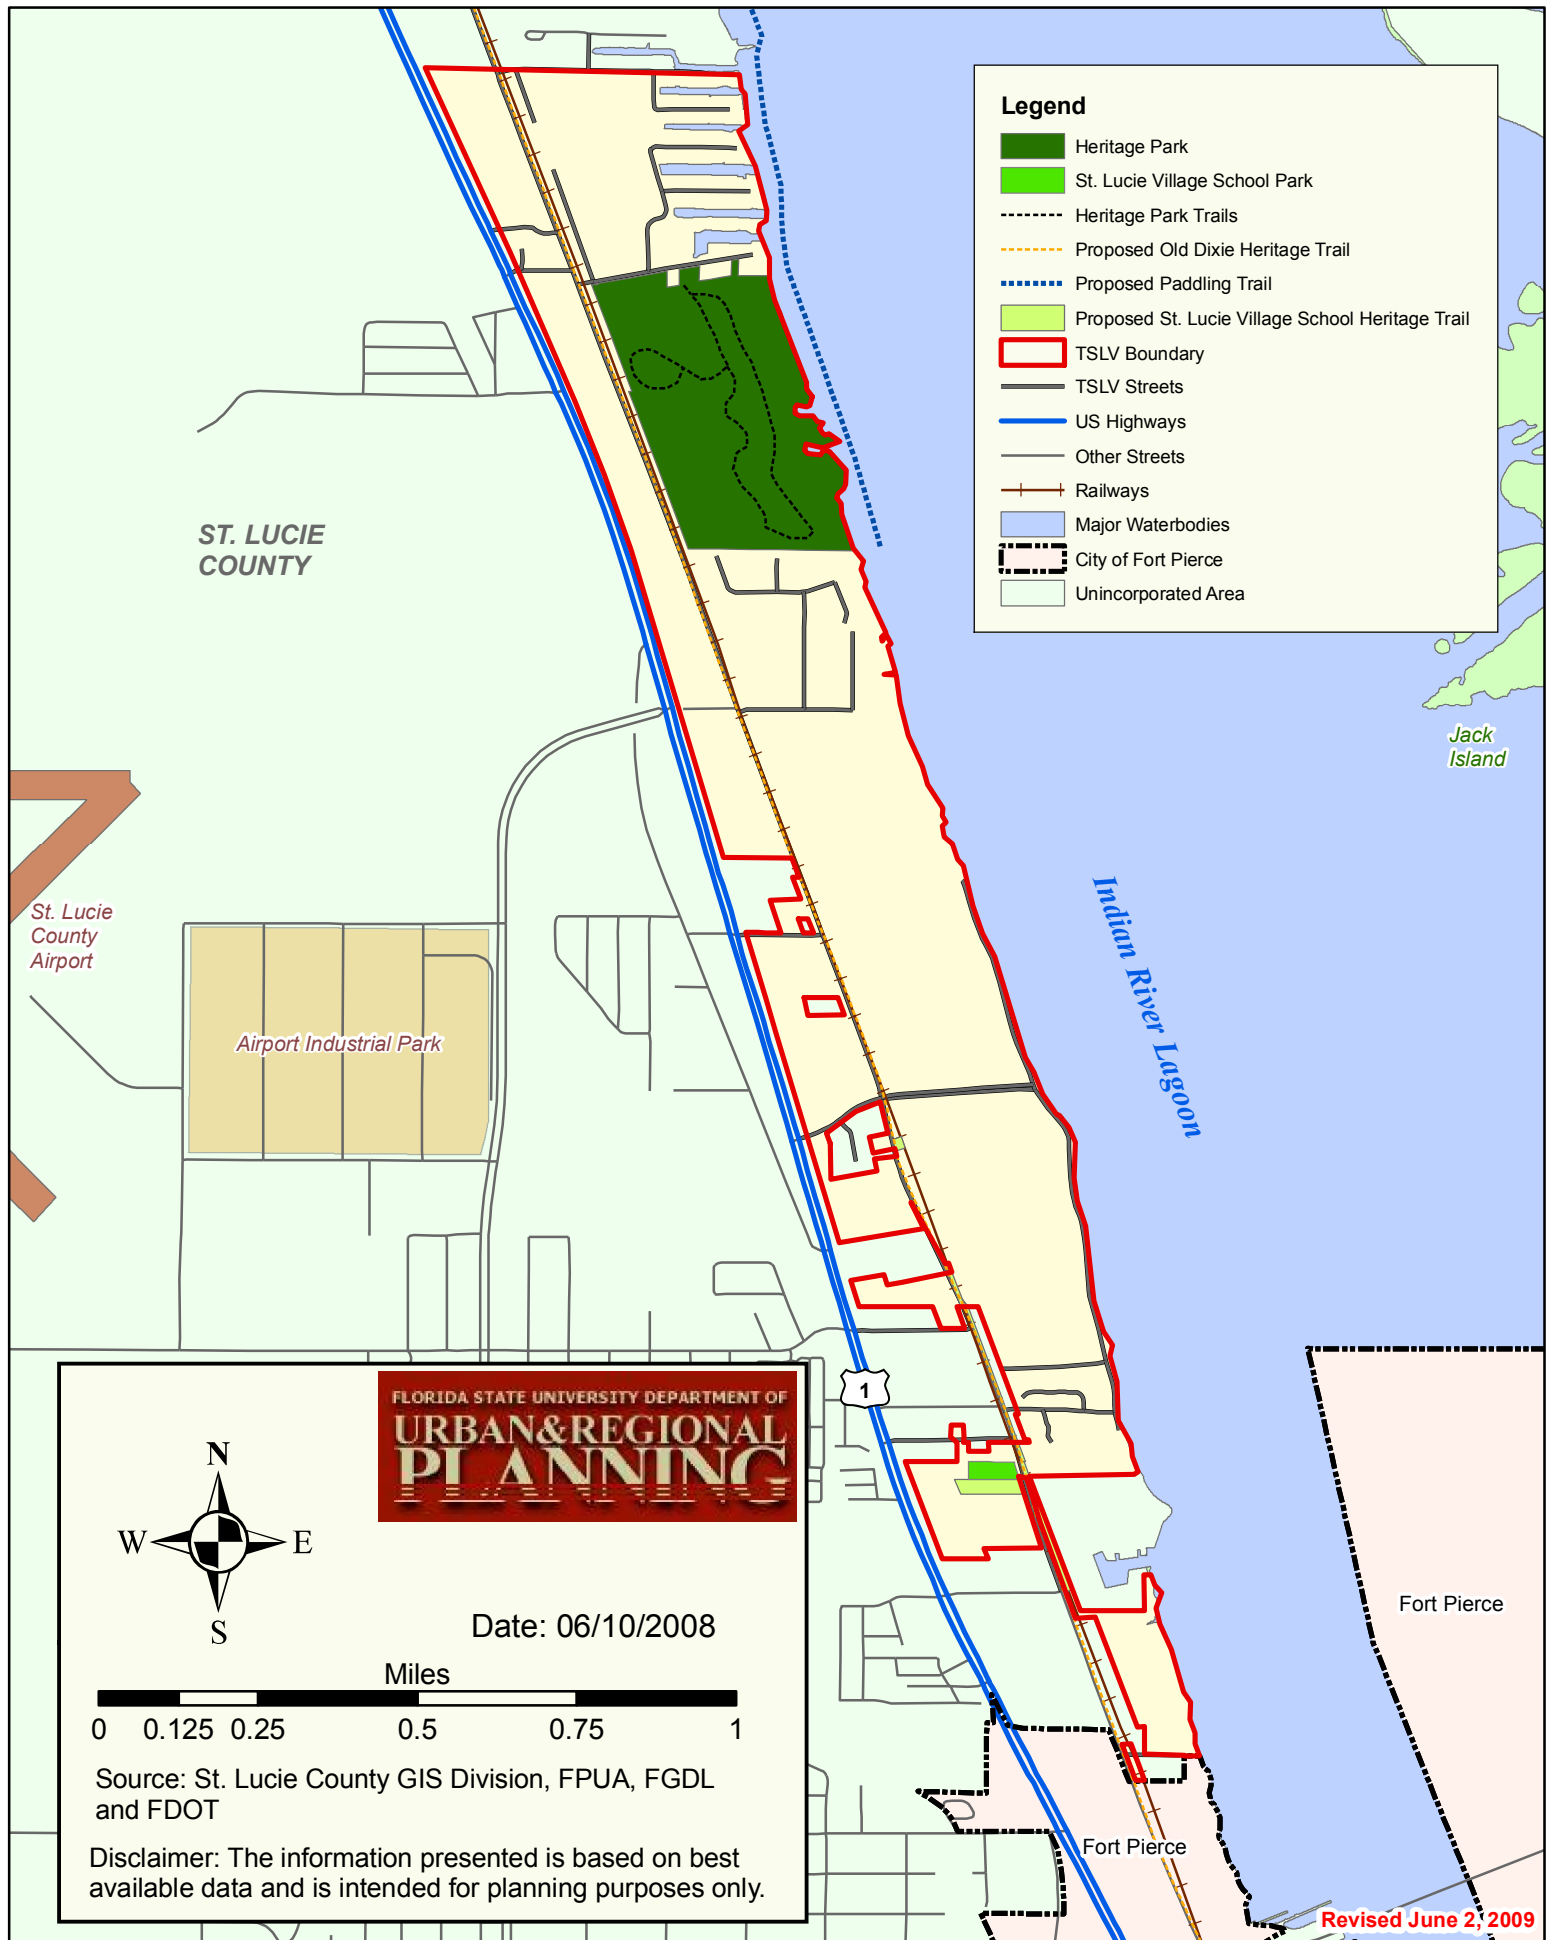 Legend
Heritage Park
St. Lucie Village School Park
Heritage Park Trails
Proposed Old Dixie Heritage Trail
Proposed Paddling Trail
Proposed St. Lucie Village School Heritage Trail
TSLV Boundary
TSLV Streets
US Highways
Other Streets
Railways
Major Waterbodies
City of Fort Pierce
Unincorporated Area
ST. LUCIE
COUNTY
Jack
Island
St. Lucie
County
Airport
Airport Industrial Park
Indian River Lagoon
1
FLORIDA STATE UNIVERSITY DEPARTMENT OF
URBAN&REGIONAL
PLANNING
N
W
E
S
Date: 06/10/2008
Miles
0 0.125 0.25 0.5 0.75 1
Source: St. Lucie County GIS Division, FPUA, FGDL
and FDOT
Disclaimer: The information presented is based on best
available data and is intended for planning purposes only.
Fort Pierce
Fort Pierce
Revised June 2, 2009